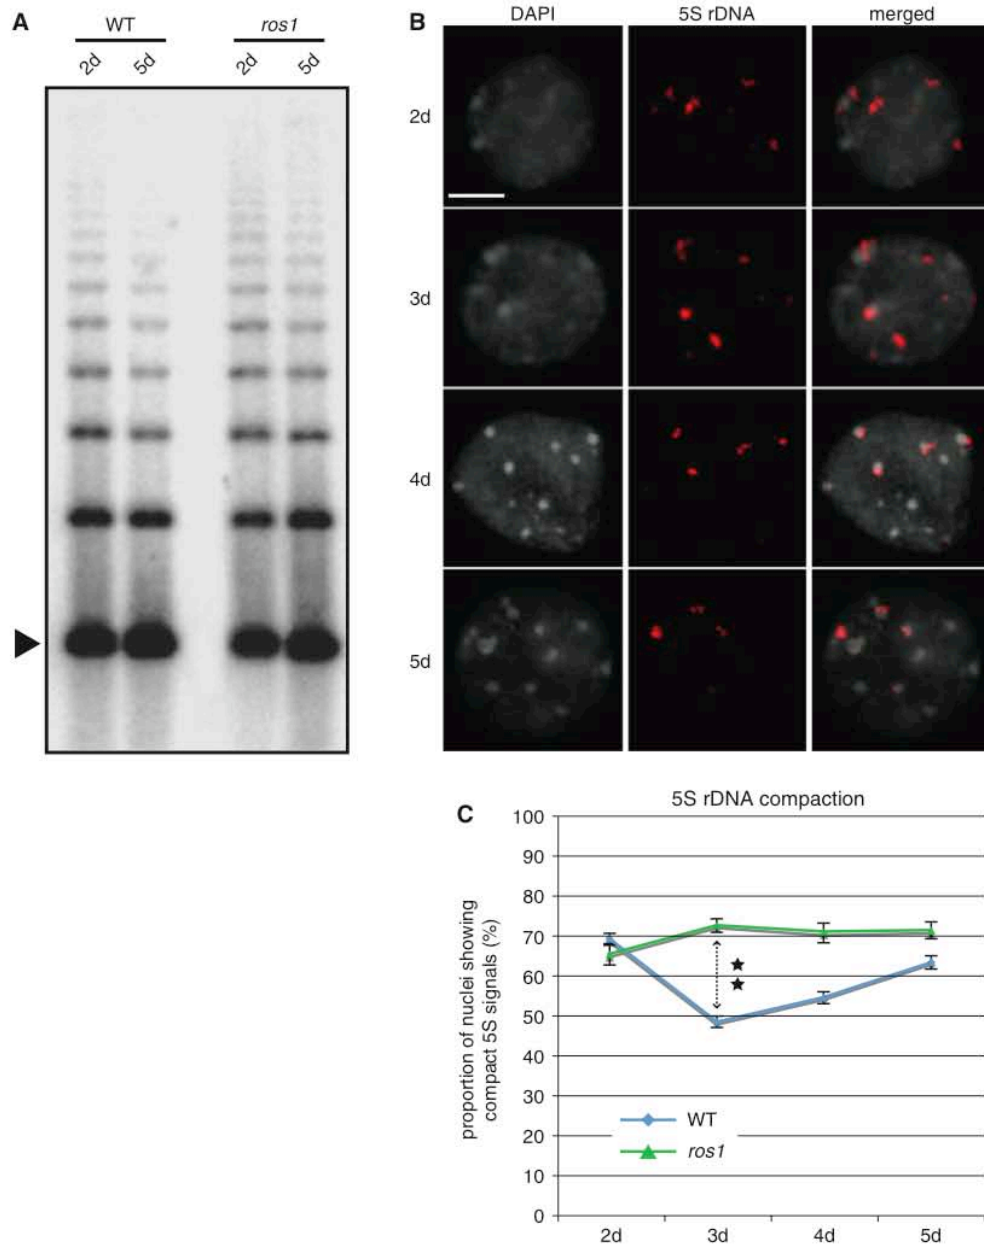 A
WT
ros1
2d
5d
2d
5d
B
DAPI
5S rDNA
merged
2d
3d
4d
5d
C
5S rDNA compaction
proportion of nuclei showing
compact 5S signals (%)
100
90
80
70
60
50
40
30
20
10
0
WT
ros1
2d
3d
4d
5d